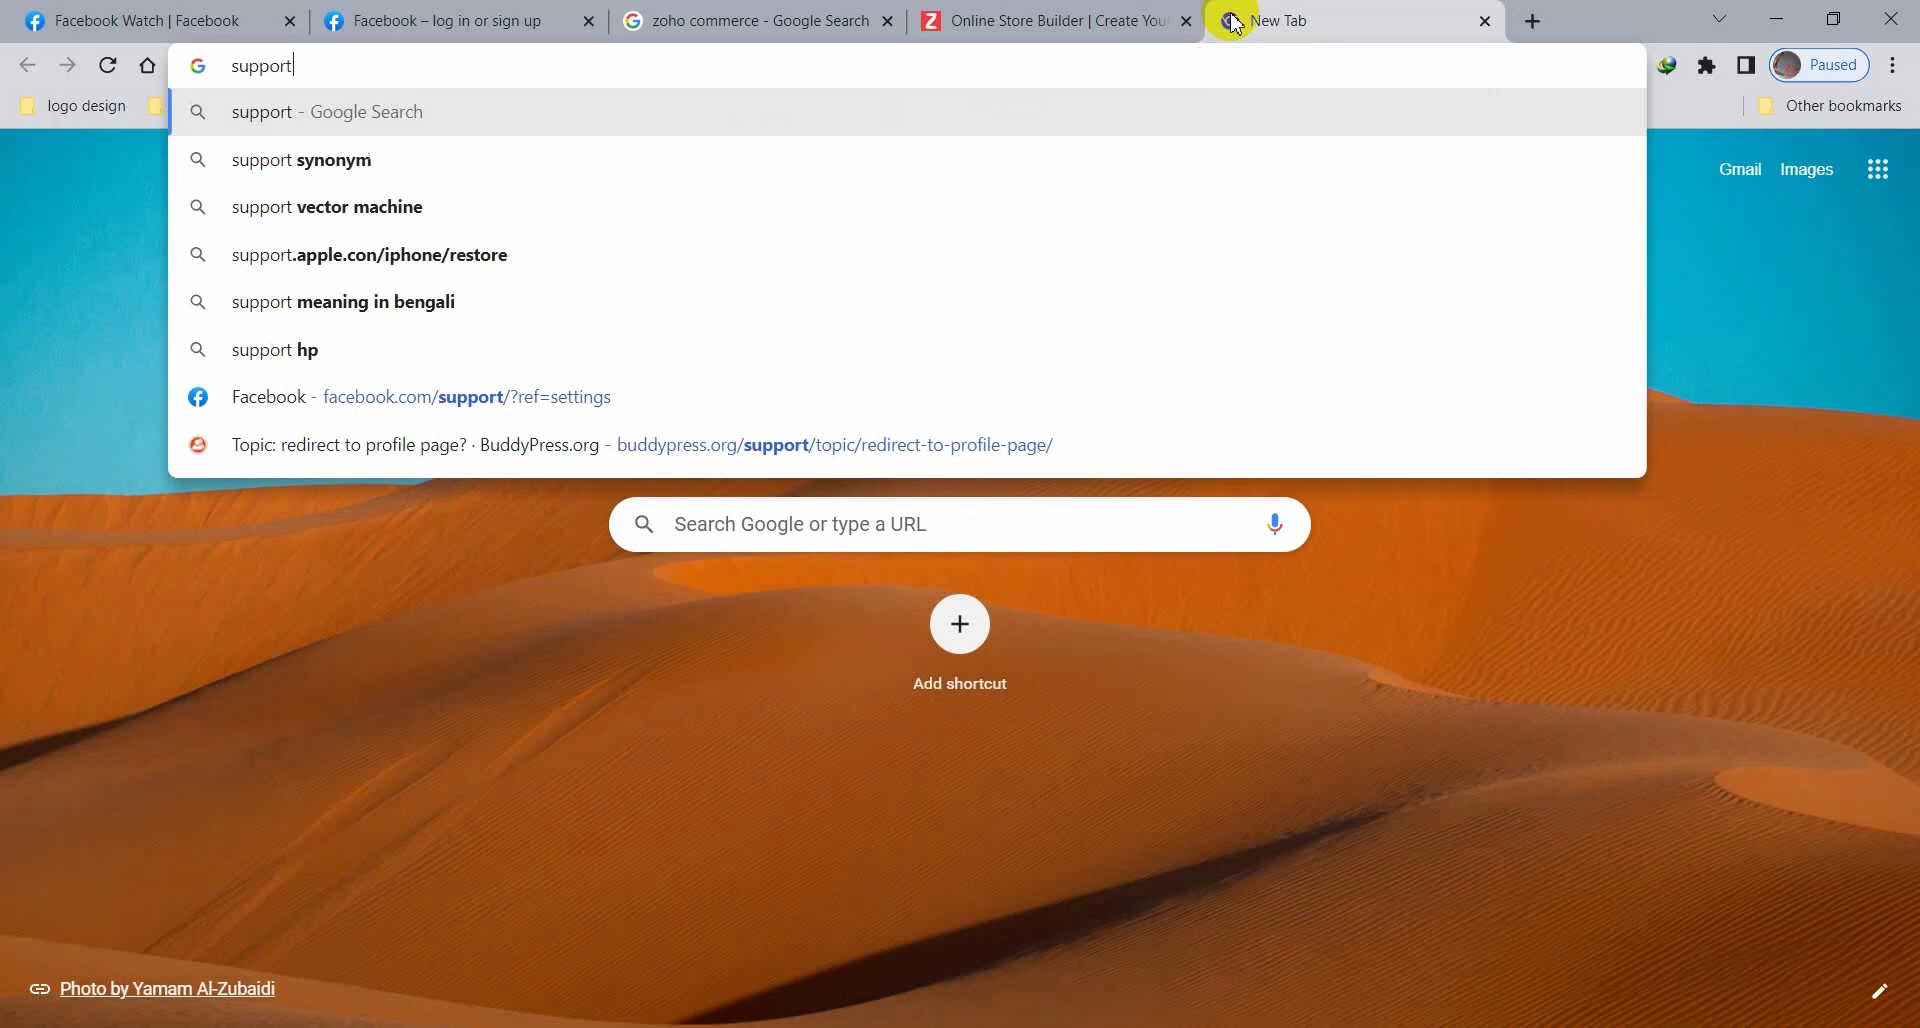 Facebook Watch | Facebook
Facebook – log in or sign up
zoho commerce - Google Search
Online Store Builder | Create You
New Tab
support
Paused
logo design
Other bookmarks
support - Google Search
support synonym
support vector machine
support.apple.con/iphone/restore
support meaning in bengali
support hp
Facebook - facebook.com/support/?ref=settings
Topic: redirect to profile page? · BuddyPress.org - buddypress.org/support/topic/redirect-to-profile-page/
Gmail Images
Search Google or type a URL
Add shortcut
Photo by Yamam Al-Zubaidi